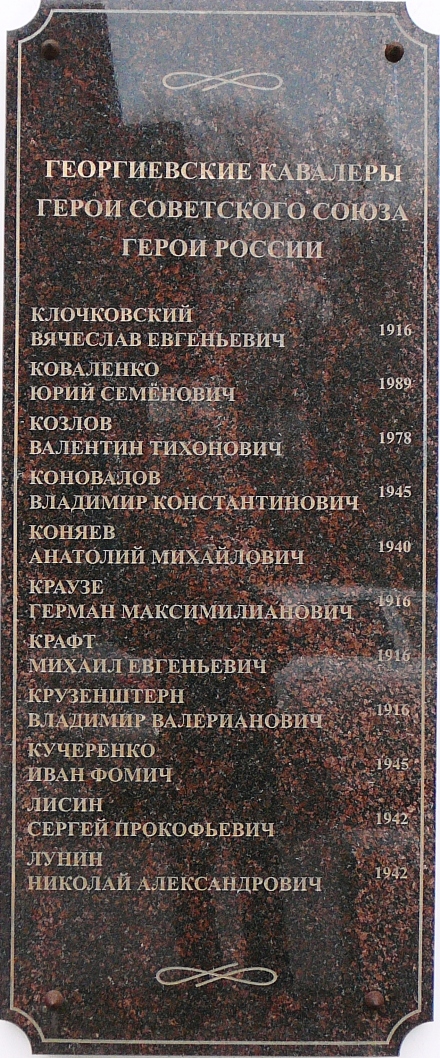 ГЕОРГИЕВСКИЕ КАВАЛЕРЫ
ГЕРОИ СОВЕТСКОГО СОЮЗА
ГЕРОИ РОССИИ
КЛОЧКОВСКИЙ
ВЯЧЕСЛАВ ЕВГЕНЬЕВИЧ 1916
КОВАЛЕНКО
ЮРИЙ СЕМЁНОВИЧ 1989
КОЗЛОВ
ВАЛЕНТИН ТИХОНОВИЧ 1978
КОНОВАЛОВ
ВЛАДИМИР КОНСТАНТИНОВИЧ 1945
КОНЯЕВ
АНАТОЛИЙ МИХАЙЛОВИЧ 1940
КРАУЗЕ
ГЕРМАН МАКСИМИЛИАНОВИЧ 1916
КРАФТ
МИХАИЛ ЕВГЕНЬЕВИЧ 1916
КРУЗЕНШТЕРН
ВЛАДИМИР ВАЛЕРИАНОВИЧ 1916
КУЧЕРЕНКО
ИВАН ФОМИЧ 1945
ЛИСИН
СЕРГЕЙ ПРОКОФЬЕВИЧ 1942
ЛУНИН
НИКОЛАЙ АЛЕКСАНДРОВИЧ 1942